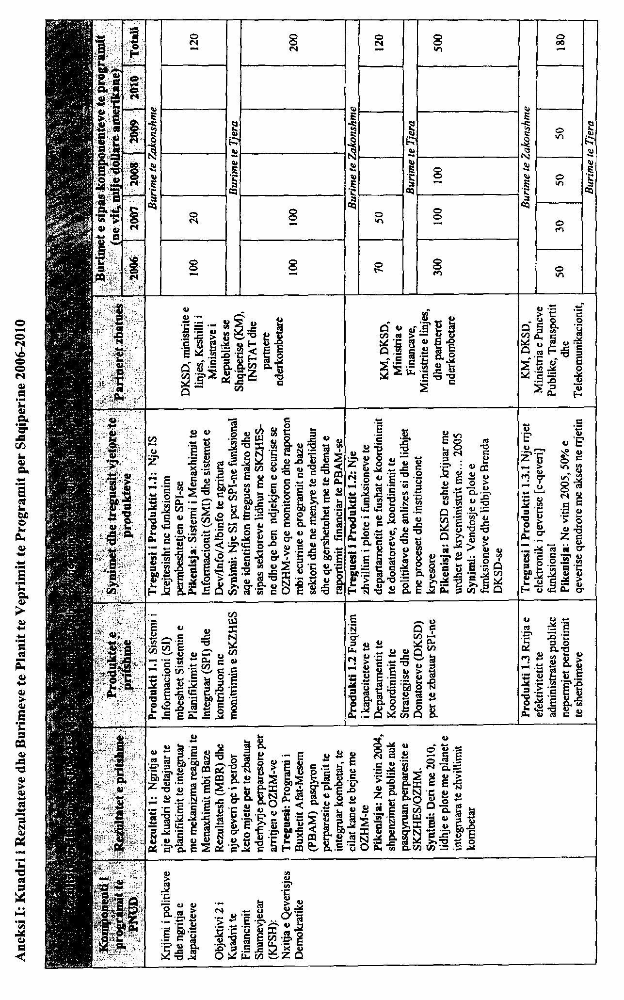 Aneksi I: Kuadri i Rezultateve dhe Burimeve te Planit te Veprimit te Programit per Shqiperine 2006-2010
Komponenti i
programit te
PNUD
Rezultatet e pritshme
Produktet e
pritshme
Synimet dhe treguesit vjetore te
produkteve
Partneret zbatues
Burimet e sipas komponenteve te programit
(ne vit, mije dollare amerikane)
2006 2007 2008 2009 2010 Totali
Krijimi i politikave
dhe ngritja e
kapaciteteve
Objektivi 2 i
Kuadrit te
Financimit
Shumevjecar
(KFSH):
Nxitja e Qeverisjes
Demokratike
Rezultati 1: Ngritja e
nje kuadri te detajuar te
planifikimit te integruar
me mekanizma reagimi te
Menaxhimit mbi Baze
Rezultatesh (MBR) dhe
nje qeveri qe i perdor
keto mjete per te zbatuar
nderhyrje perparesore per
arritjen e OZHM-ve
Treguesi: Programi i
Buxhetit Afat-Mesem
(PBAM) pasqyron
perparesite e planit te
integruar kombetar, te
cilat kane te bejne me
OZHM-te
Pikenisja: Ne vitin 2004,
shpenzimet publike nuk
pasqyruan perparesite e
SKZHES/OZHM.
Synimi: Deri me 2010,
lidhje e plote me planet e
integruara te zhvillimit
kombetar
Produkti 1.1 Sistemi i
Informacioni (SI)
mbeshtet Sistemin e
Planifikimit te
Integruar (SPI) dhe
kontribuon ne
monitrimin e SKZHES
Treguesi i Produktit 1.1: Nje IS
krejtesisht ne funksionim
permbeshtetjen e SPI-se
Pikenisja: Sistemi i Menaxhimit te
Informacionit (SMI) dhe sistemet e
Dev/Info/Albinfo te ngritura
Synimi: Nje SI per SPI-ne funksional
aqe identifikon ttregues makro dhe
sipas sektoreve lidhur me SKZHES-
ne dhe qe ben ndjekjen e ecurise se
OZHM-ve qe monitoron dhe raporton
mbi ecurine e programit ne baze
sektori dhe ne menyre te nderlidhur
dhe qe gershetohet me te dhenat e
raportimit financiar te PBAM-se
DKSD, ministrite e
linjes, Keshilli i
Ministrave i
Republikes se
Shqiperise (KM),
INSTAT dhe
partnere
nderkombetare
Burime te Zakonshme
100 20 120
Burime te Tjera
100 100 200
Produkti 1.2 Fuqizim
i kapaciteteve te
Departamentit te
Koordinimit te
Strategjise dhe
Donatoreve (DKSD)
per te zbatuar SPI-ne
Treguesi i Produktit 1.2: Nje
zhvillim i plote i funksioneve te
departamentit ne fushat e koordinimit
te donatoreve, koordinimit te
politikave dhe anlizes si dhe lidhjet
me proceset dhe institucionet
kryesore
Pikenisja: DKSD eshte krijuar me
urdher te kryeministrit me... 2005
Synimi: Vendosje e plote e
funksioneve dhe lidhjeve Brenda
DKSD-se
KM, DKSD,
Ministria e
Financave,
Ministrite e linjes,
dhe partneret
nderkombetare
Burime te Zakonshme
70 50 120
Burime te Tjera
300 100 100 500
Produkti 1.3 Rritja e
efektivitetit te
administrates publike
nepermjet perdorimit
te sherbimeve
Treguesi i Produktit 1.3.1 Nje rrjet
elektronik i qeverise [e-qeveri]
funksional
Pikenisja: Ne vitin 2005, 50% e
qeverise qendrore me akses ne rrjetin
KM, DKSD,
Ministria e Puneve
Publike, Transportit
dhe
Telekomunikacionit,
Burime te Zakonshme
50 30 50 50 180
Burime te Tjera